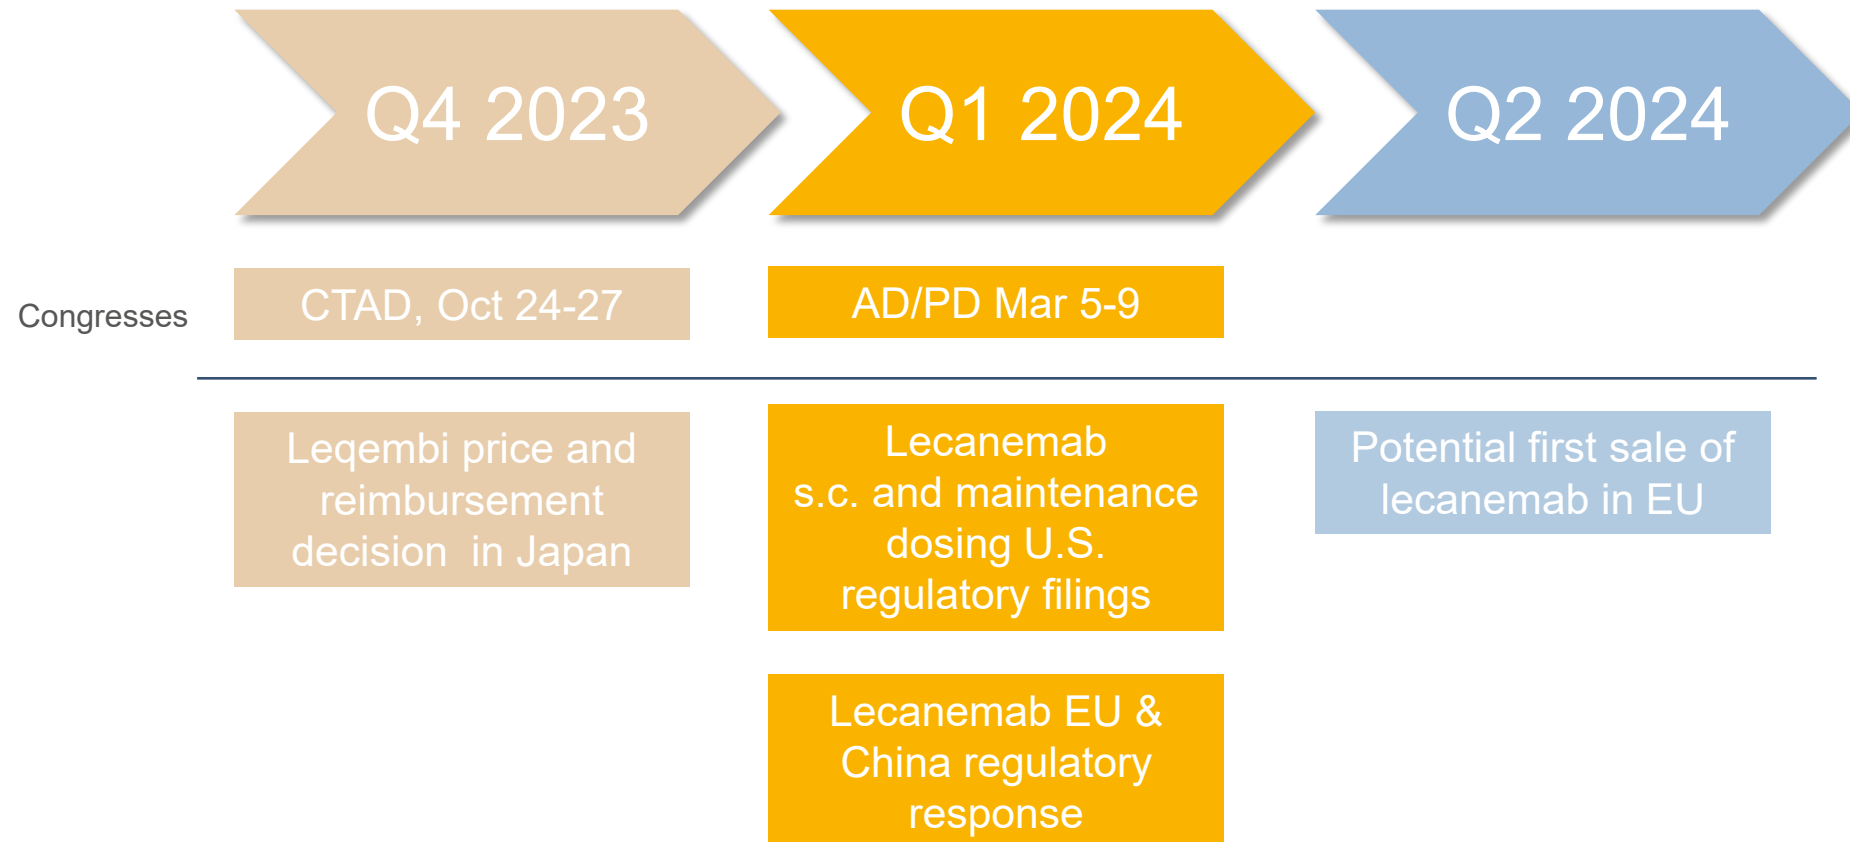 Q4 2023
Q1 2024
Q2 2024
Congresses
CTAD, Oct 24-27
AD/PD Mar 5-9
Leqembi price and
reimbursement
decision  in Japan
Lecanemab
s.c. and maintenance
dosing U.S.
regulatory filings
Potential first sale of
lecanemab in EU
Lecanemab EU &
China regulatory
response